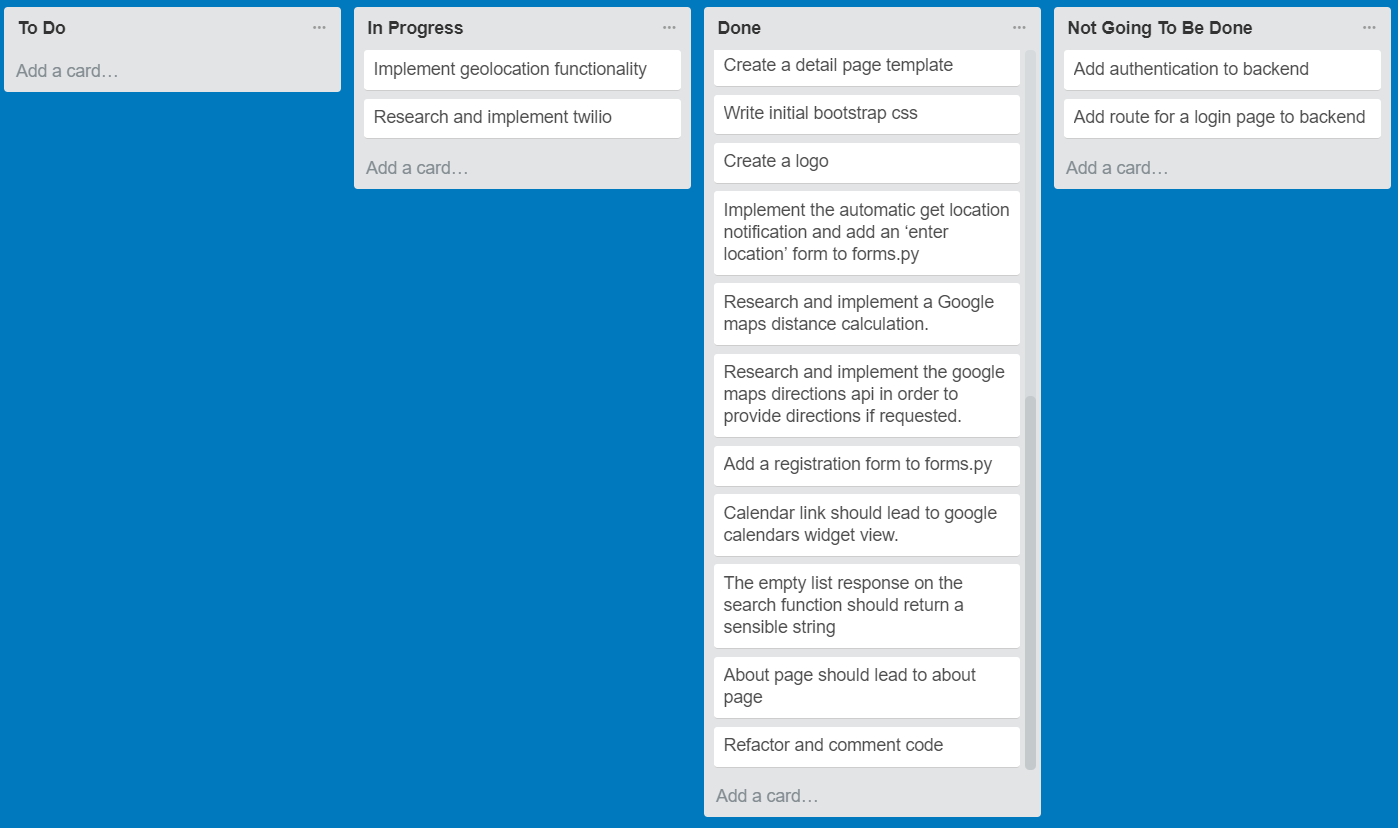 To Do
Add a card…
In Progress
Implement geolocation functionality
Research and implement twilio
Add a card…
Done
Create a detail page template
Write initial bootstrap css
Create a logo
Implement the automatic get location
notification and add an ‘enter
location’ form to forms.py
Research and implement a Google
maps distance calculation.
Research and implement the google
maps directions api in order to
provide directions if requested.
Add a registration form to forms.py
Calendar link should lead to google
calendars widget view.
The empty list response on the
search function should return a
sensible string
About page should lead to about
page
Refactor and comment code
Add a card…
Not Going To Be Done
Add authentication to backend
Add route for a login page to backend
Add a card…